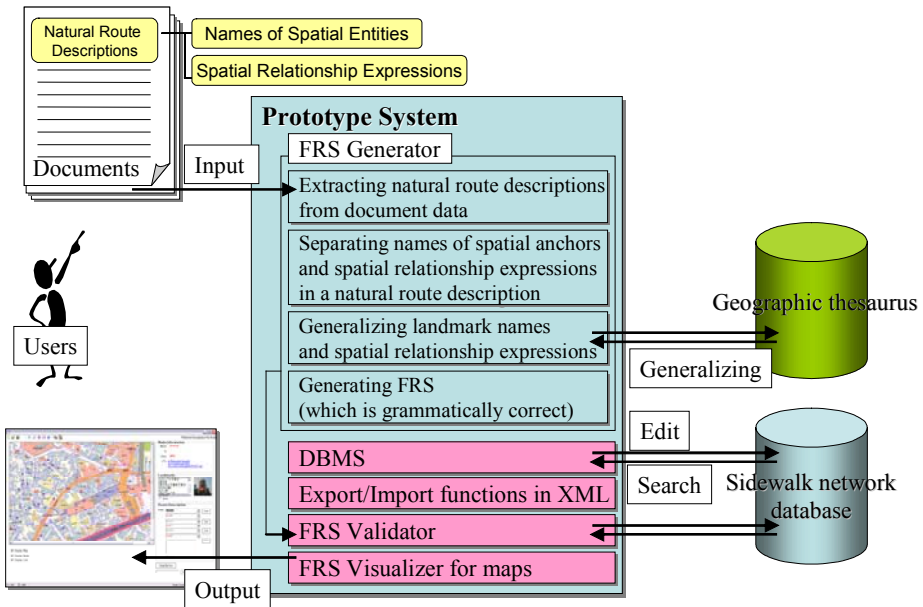 Natural Route
Descriptions
Names of Spatial Entities
Spatial Relationship Expressions
Documents
Input
Users
Prototype System
FRS Generator
Extracting natural route descriptions
from document data
Separating names of spatial anchors
and spatial relationship expressions
in a natural route description
Generalizing landmark names
and spatial relationship expressions
Generating FRS
(which is grammatically correct)
DBMS
Export/Import functions in XML
FRS Validator
FRS Visualizer for maps
Geographic thesaurus
Generalizing
Edit
Search
Sidewalk network
database
Output